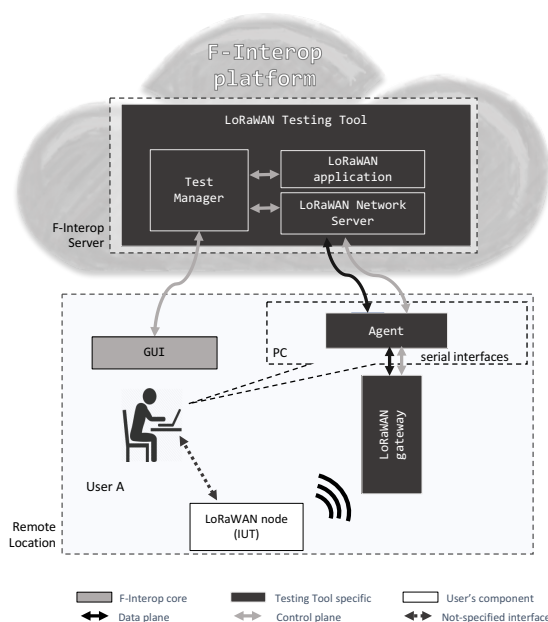 F-Interop
platform
LoRaWAN Testing Tool
Test
Manager
LoRaWAN
application
LoRaWAN Network
Server
F-Interop
Server
Agent
PC
serial interfaces
GUI
LoRaWAN
gateway
User A
LoRaWAN node
(IUT)
Remote
Location
F-Interop core
Testing Tool specific
User's component
Data plane
Control plane
Not-specified interface